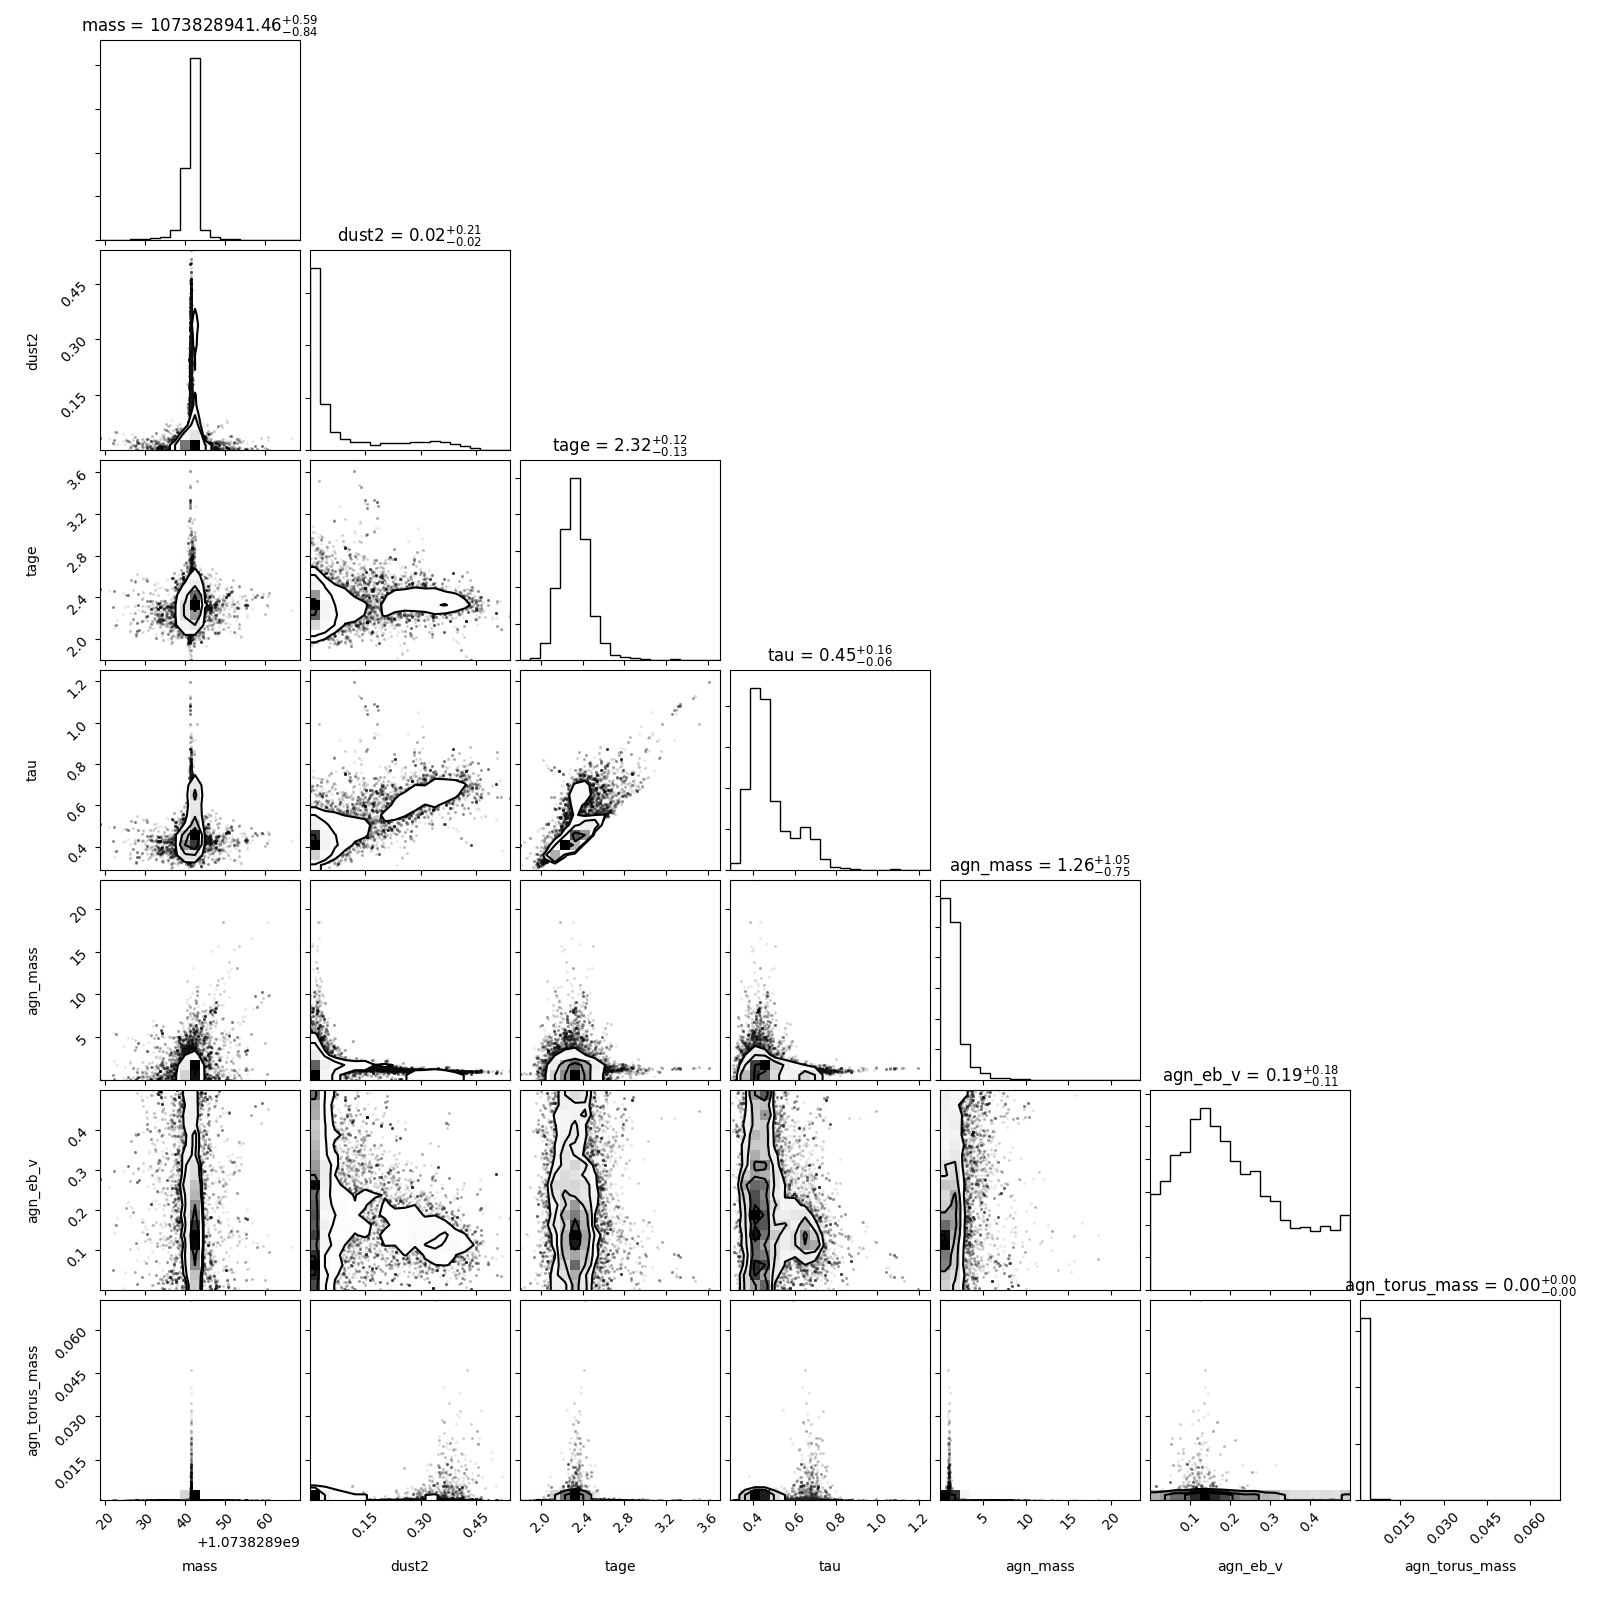 mass = 1073828941.46+0.59 −0.84
dust2 = 0.02+0.21 −0.02
0.45
0.30
0.15
dust2
tage = 2.32+0.12 −0.13
3.6
3.2
2.8
2.4
2.0
tage
tau = 0.45+0.16 −0.06
1.2
1.0
0.8
0.6
0.4
tau
agn_mass = 1.26+1.05 −0.75
20
15
10
5
agn_mass
agn_eb_v = 0.19+0.18 −0.11
0.4
0.3
0.2
0.1
agn_eb_v
agn_torus_mass = 0.00+0.00 −0.00
0.060
0.045
0.030
0.015
agn_torus_mass
20 30 40 50 60
0.15 0.30 0.45
2.0 2.4 2.8 3.2 3.6
0.4 0.6 0.8 1.0 1.2
5 10 15 20
0.1 0.2 0.3 0.4
0.015 0.030 0.045 0.060
+1.0738289e9
mass dust2 tage tau agn_mass agn_eb_v agn_torus_mass